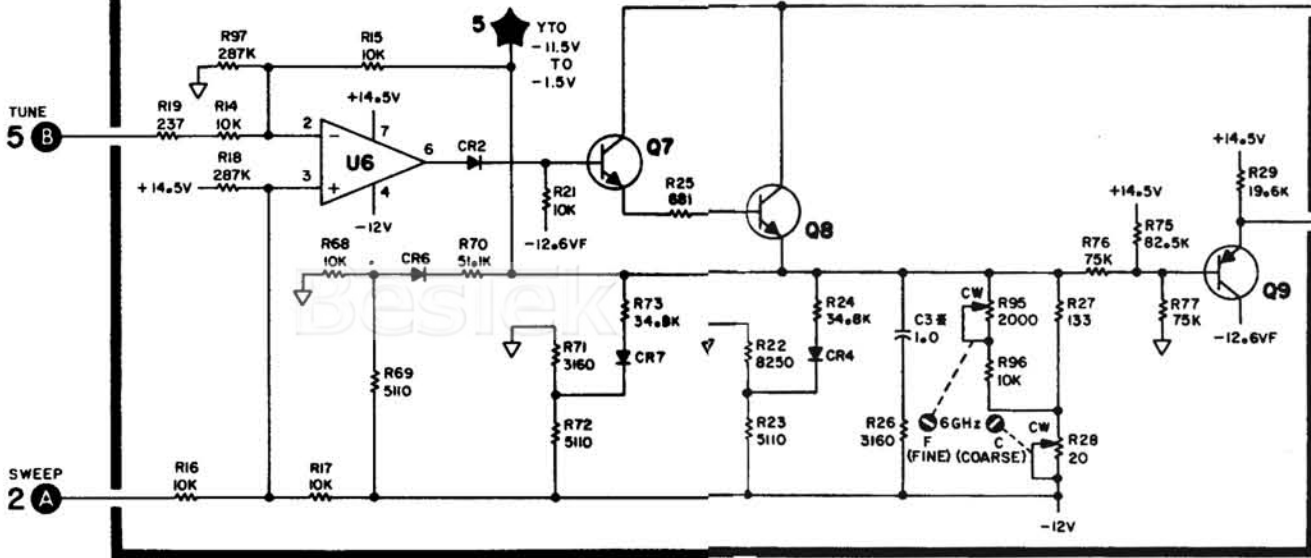 5
YTO
-11.5V
TO
-1.5V
R97
287K
R15
10K
TUNE
5 B
R19
237
R14
10K
+14.5V
2
-
7
U6
6
R18
287K
+14.5V
3
+
4
-12V
CR2
R21
10K
-12.6VF
Q7
R25
681
Q8
R68
10K
CR6
R70
51.1K
Bestek
R73
34.8K
R71
3160
CR7
R69
5110
R72
5110
R24
34.8K
R22
8250
CR4
R23
5110
C3
1.0
R26
3160
CW
R95
2000
R96
10K
R27
133
6GHz
F
(FINE)
C
(COARSE)
CW
R28
20
-12V
R76
75K
+14.5V
R75
82.5K
R77
75K
+14.5V
R29
19.6K
Q9
-12.6VF
SWEEP
2 A
R16
10K
R17
10K